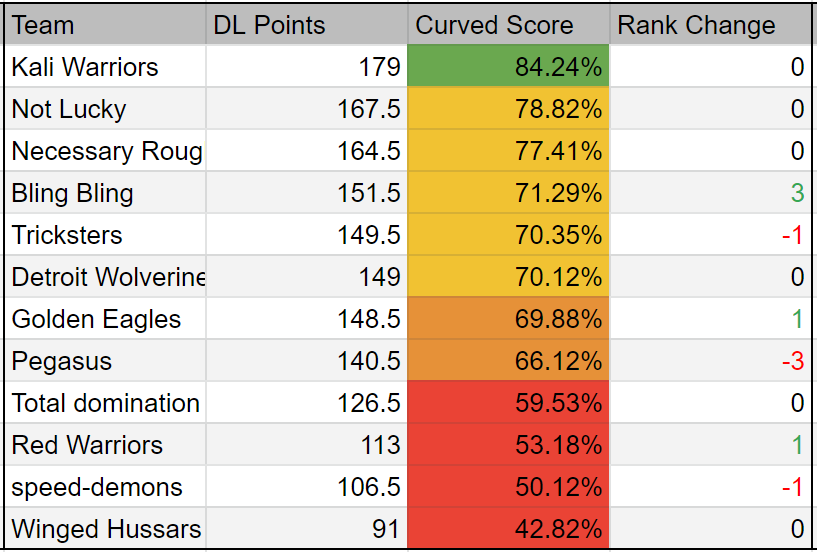 Team DL Points Curved Score Rank Change
Kali Warriors 179 84.24% 0
Not Lucky 167.5 78.82% 0
Necessary Roug 164.5 77.41% 0
Bling Bling 151.5 71.29% 3
Tricksters 149.5 70.35% -1
Detroit Wolverine 149 70.12% 0
Golden Eagles 148.5 69.88% 1
Pegasus 140.5 66.12% -3
Total domination 126.5 59.53% 0
Red Warriors 113 53.18% 1
speed-demons 106.5 50.12% -1
Winged Hussars 91 42.82% 0